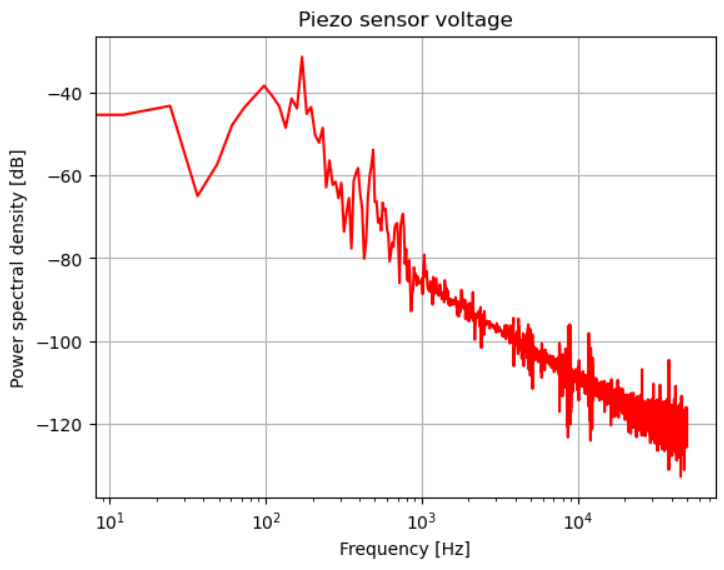 Piezo sensor voltage
Power spectral density [dB]
−40
−60
−80
−100
−120
10¹ 10² 10³ 10⁴
Frequency [Hz]